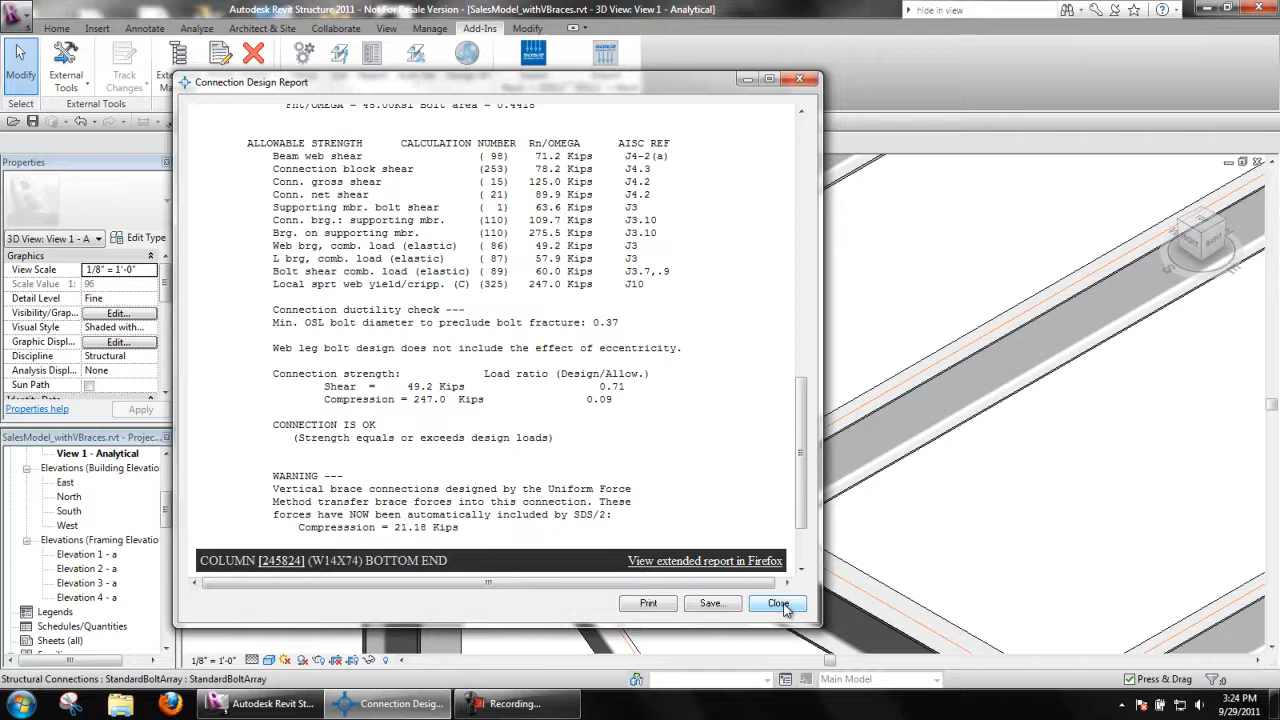 Autodesk Revit Structure 2011 - Not For Resale Version - [SalesModel_withVBraces.rvt - 3D View: View 1 - Analytical]
hide in view
Home Insert Annotate Analyze Architect & Site Collaborate View Manage Add-Ins Modify
Modify
External Tools
Track Changes
Select
External Tools
Connection Design Report
Fnt/OMEGA = 45.00Ksi Bolt area = 0.4418
ALLOWABLE STRENGTH CALCULATION NUMBER Rn/OMEGA AISC REF
Beam web shear ( 98) 71.2 Kips J4-2(a)
Connection block shear (253) 78.2 Kips J4.3
Conn. gross shear ( 15) 125.0 Kips J4.2
Conn. net shear ( 21) 89.9 Kips J4.2
Supporting mbr. bolt shear ( 1) 63.6 Kips J3
Conn. brg.: supporting mbr. (110) 109.7 Kips J3.10
Brg. on supporting mbr. (110) 275.5 Kips J3.10
Web brg, comb. load (elastic) ( 86) 49.2 Kips J3
L brg, comb. load (elastic) ( 87) 57.9 Kips J3
Bolt shear comb. load (elastic) ( 89) 60.0 Kips J3.7,.9
Local sprt web yield/cripp. (C) (325) 247.0 Kips J10
Connection ductility check ---
Min. OSL bolt diameter to preclude bolt fracture: 0.37
Web leg bolt design does not include the effect of eccentricity.
Connection strength: Load ratio (Design/Allow.)
Shear = 49.2 Kips 0.71
Compression = 247.0 Kips 0.09
CONNECTION IS OK
(Strength equals or exceeds design loads)
WARNING ---
Vertical brace connections designed by the Uniform Force
Method transfer brace forces into this connection. These
forces have NOW been automatically included by SDS/2:
Compresssion = 21.18 Kips
COLUMN [245824] (W14X74) BOTTOM END View extended report in Firefox
Print Save... Close
Properties
3D View: View 1 - A Edit Type
Graphics
View Scale 1/8" = 1'-0"
Scale Value 1: 96
Detail Level Fine
Visibility/Grap... Edit...
Visual Style Shaded with...
Graphic Displ... Edit...
Discipline Structural
Analysis Displ... None
Sun Path
Properties help Apply
SalesModel_withVBraces.rvt - Projec...
View 1 - Analytical
Elevations (Building Elevatio
East
North
South
West
Elevations (Framing Elevation
Elevation 1 - a
Elevation 2 - a
Elevation 3 - a
Elevation 4 - a
Legends
Schedules/Quantities
Sheets (all)
1/8" = 1'-0"
Structural Connections : StandardBoltArray : StandardBoltArray
Main Model
Press & Drag
:0
Autodesk Revit St... Connection Desig... Recording...
3:24 PM
9/29/2011